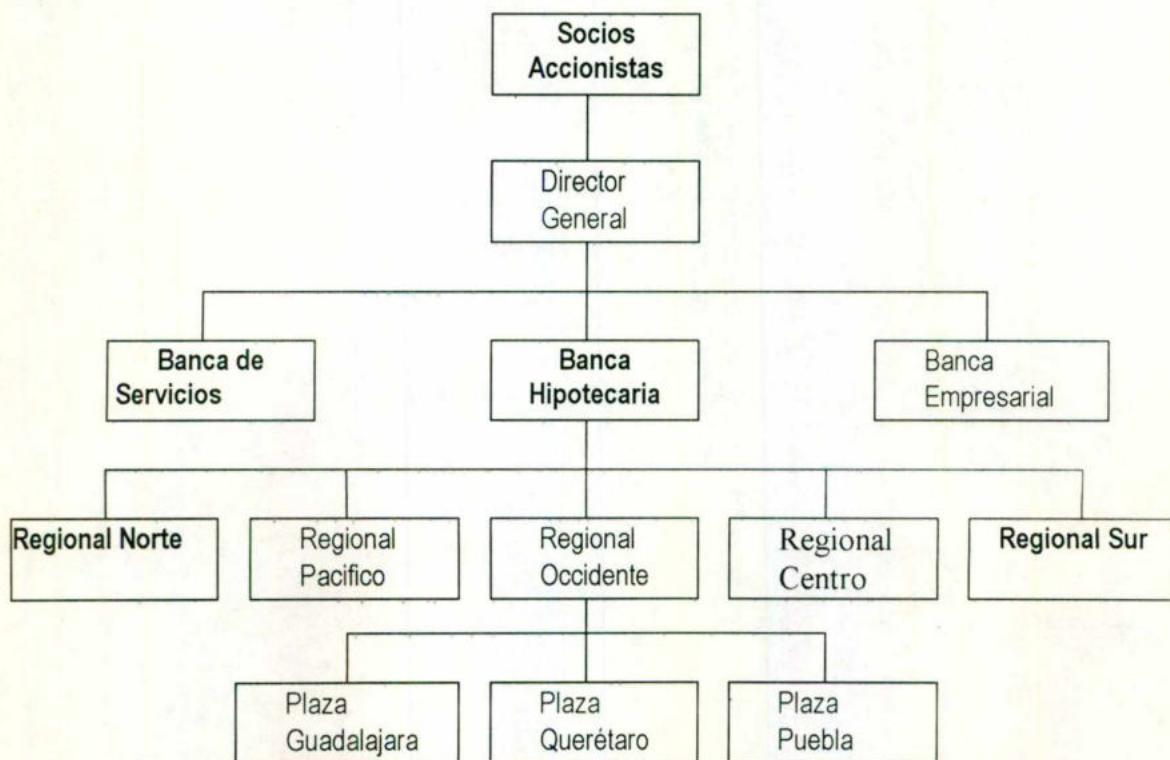 Socios
Accionistas
Director
General
Banca de
Servicios
Banca
Hipotecaria
Banca
Empresarial
Regional Norte
Regional
Pacifico
Regional
Occidente
Regional
Centro
Regional Sur
Plaza
Guadalajara
Plaza
Querétaro
Plaza
Puebla